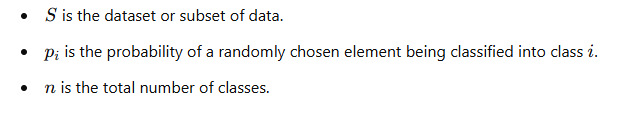 • S is the dataset or subset of data.
• pᵢ is the probability of a randomly chosen element being classified into class i.
• n is the total number of classes.